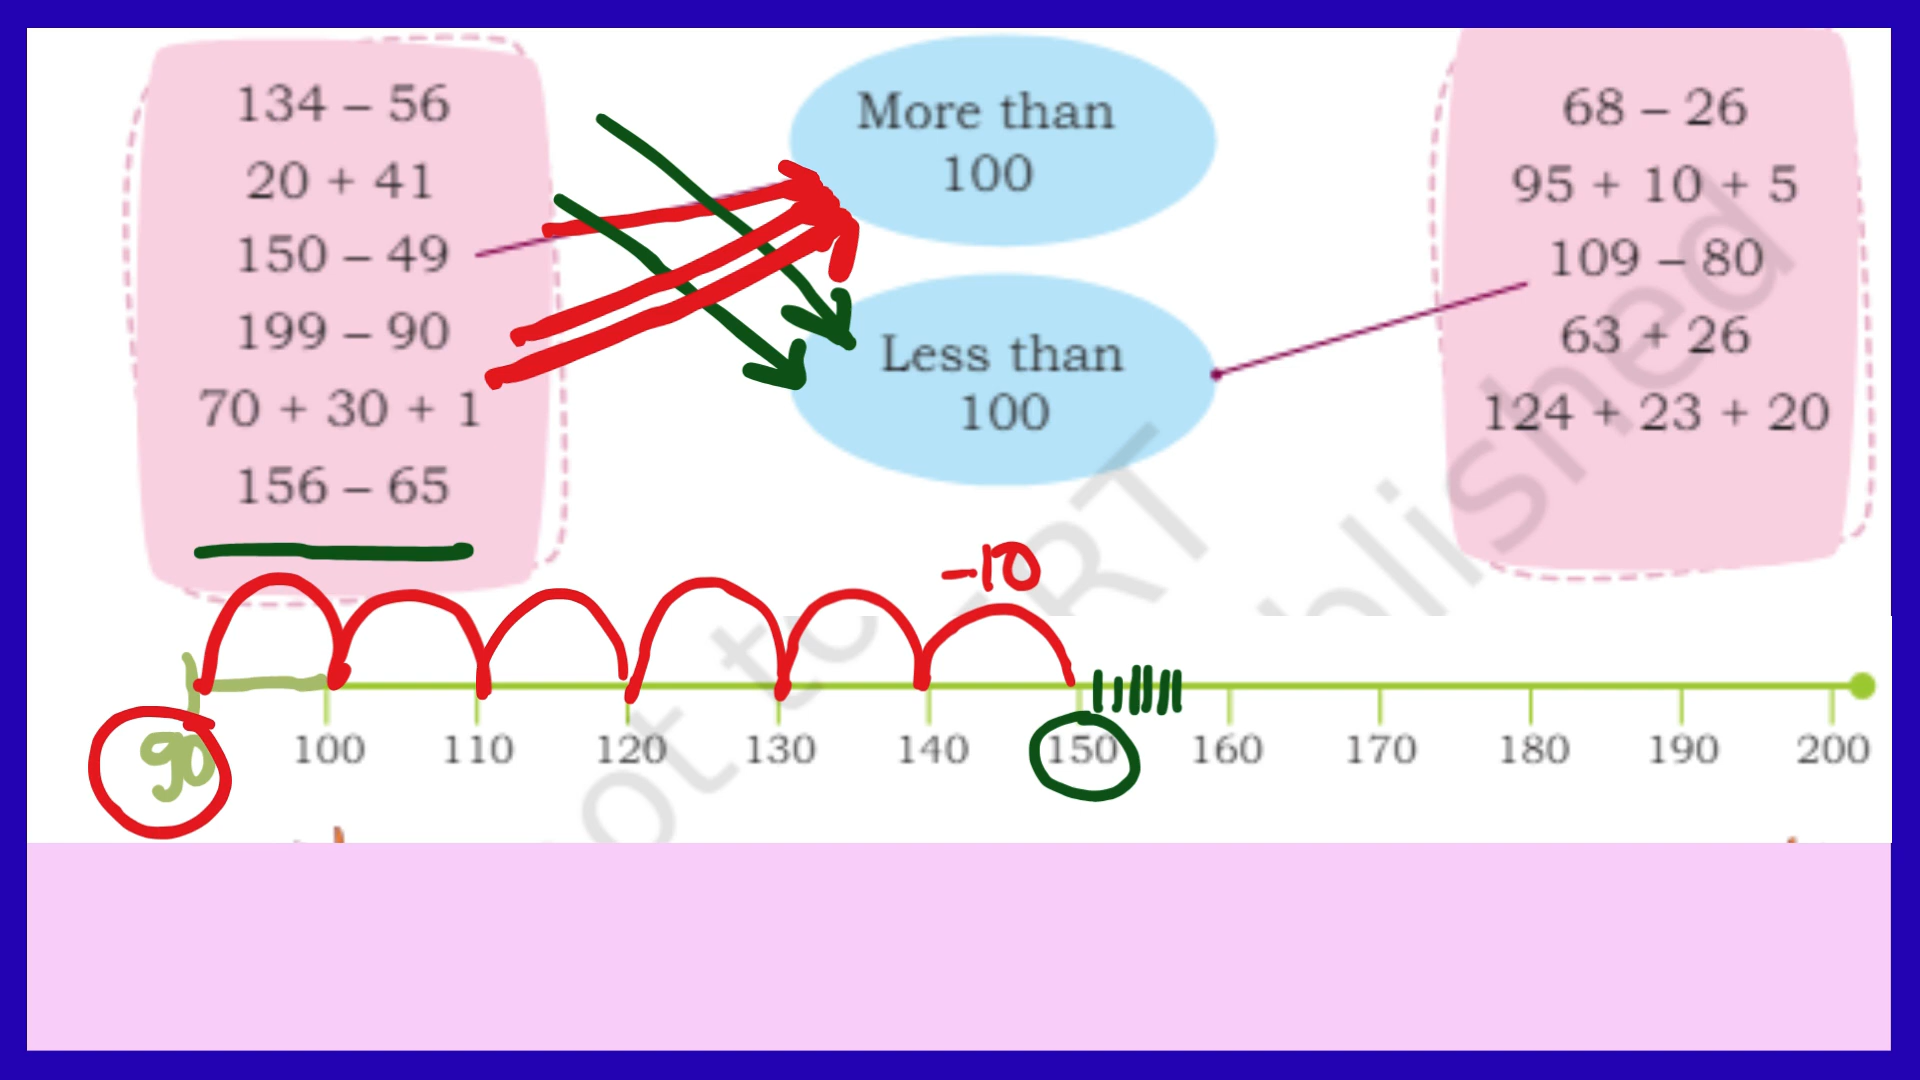 134 – 56
20 + 41
150 – 49
199 – 90
70 + 30 + 1
156 – 65
More than
100
Less than
100
68 – 26
95 + 10 + 5
109 – 80
63 + 26
124 + 23 + 20
-10
90 100 110 120 130 140 150 160 170 180 190 200